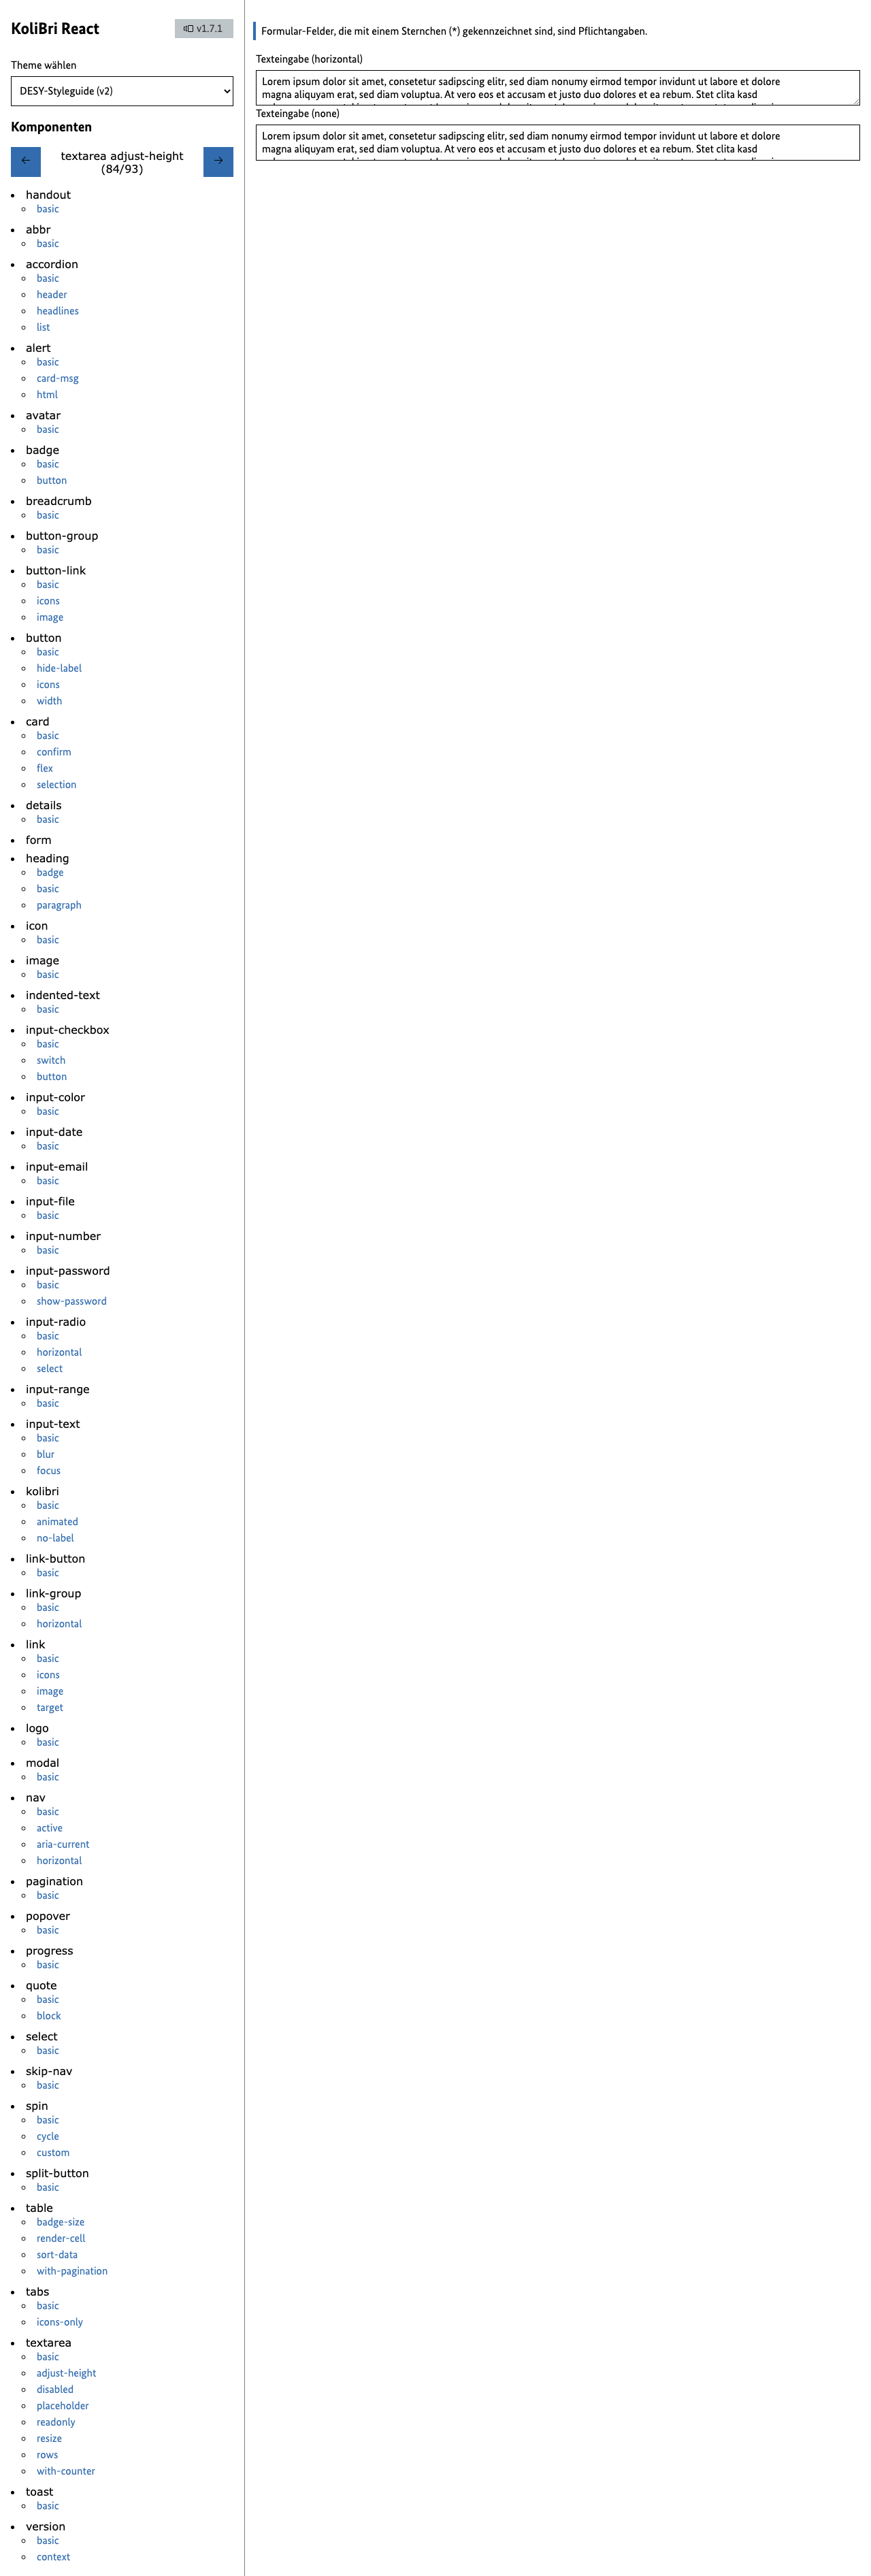 KoliBri React
v1.7.1
Theme wählen
DESY-Styleguide (v2)
Komponenten
←
textarea adjust-height
(84/93)
→
handout
basic
abbr
basic
accordion
basic
header
headlines
list
alert
basic
card-msg
html
avatar
basic
badge
basic
button
breadcrumb
basic
button-group
basic
button-link
basic
icons
image
button
basic
hide-label
icons
width
card
basic
confirm
flex
selection
details
basic
form
heading
badge
basic
paragraph
icon
basic
image
basic
indented-text
basic
input-checkbox
basic
switch
button
input-color
basic
input-date
basic
input-email
basic
input-file
basic
input-number
basic
input-password
basic
show-password
input-radio
basic
horizontal
select
input-range
basic
input-text
basic
blur
focus
kolibri
basic
animated
no-label
link-button
basic
link-group
basic
horizontal
link
basic
icons
image
target
logo
basic
modal
basic
nav
basic
active
aria-current
horizontal
pagination
basic
popover
basic
progress
basic
quote
basic
block
select
basic
skip-nav
basic
spin
basic
cycle
custom
split-button
basic
table
badge-size
render-cell
sort-data
with-pagination
tabs
basic
icons-only
textarea
basic
adjust-height
disabled
placeholder
readonly
resize
rows
with-counter
toast
basic
version
basic
context
Formular-Felder, die mit einem Sternchen (*) gekennzeichnet sind, sind Pflichtangaben.
Texteingabe (horizontal)
Lorem ipsum dolor sit amet, consetetur sadipscing elitr, sed diam nonumy eirmod tempor invidunt ut labore et dolore
magna aliquyam erat, sed diam voluptua. At vero eos et accusam et justo duo dolores et ea rebum. Stet clita kasd
Texteingabe (none)
Lorem ipsum dolor sit amet, consetetur sadipscing elitr, sed diam nonumy eirmod tempor invidunt ut labore et dolore
magna aliquyam erat, sed diam voluptua. At vero eos et accusam et justo duo dolores et ea rebum. Stet clita kasd